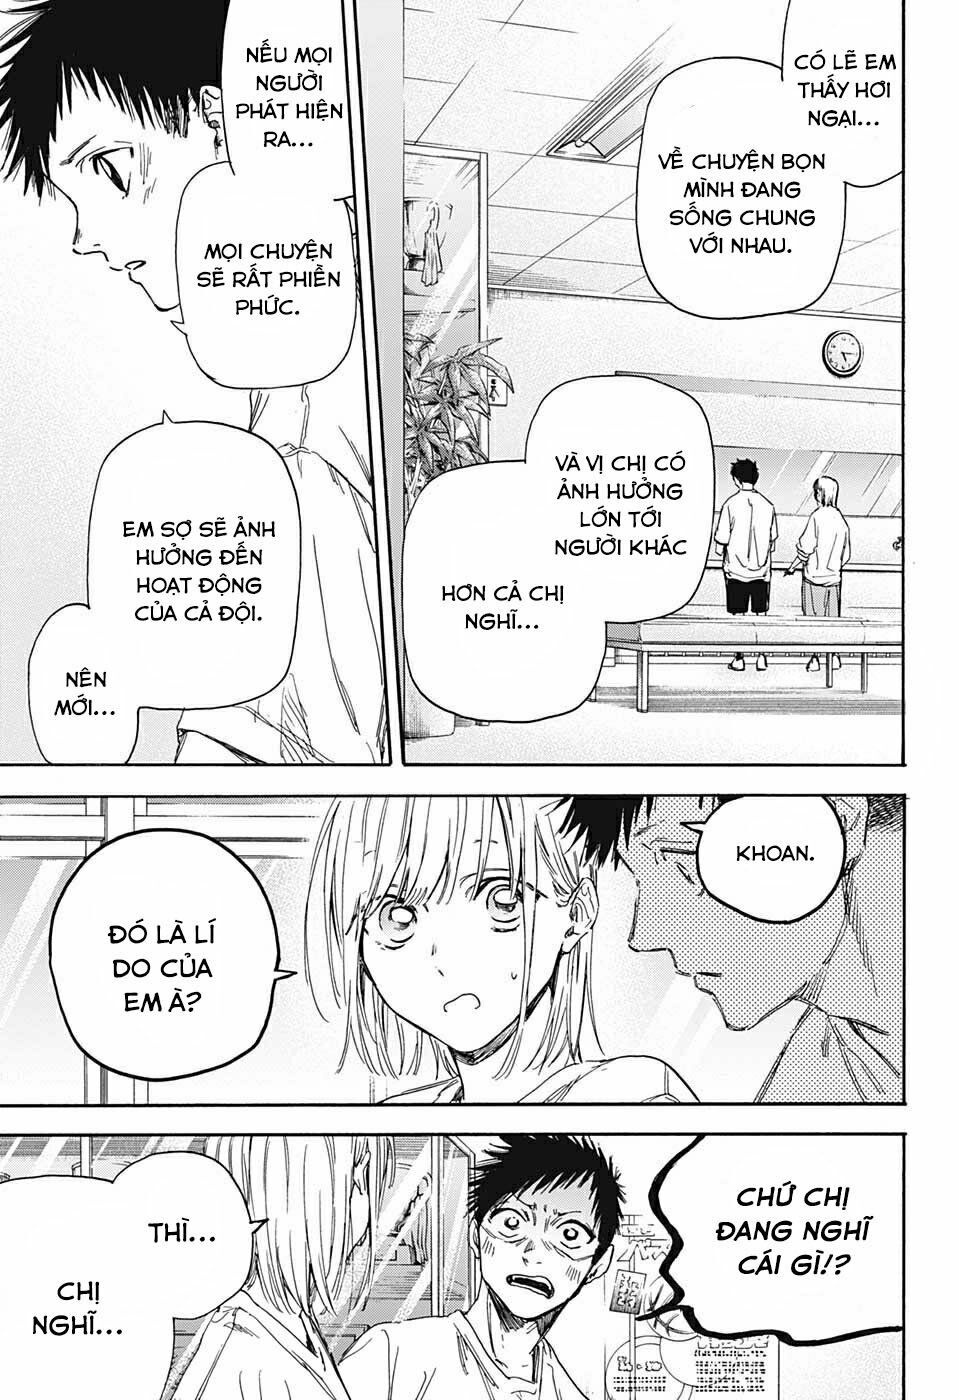 CÓ LẼ EM
THẤY HƠI
NGẠI...
VỀ CHUYỆN BỌN
MÌNH ĐANG
SỐNG CHUNG
VỚI NHAU.
VÀ VỊ CHỊ CÓ
ẢNH HƯỞNG
LỚN TỚI
NGƯỜI KHÁC
HƠN CẢ CHỊ
NGHĨ...
NẾU MỌI
NGƯỜI
PHÁT HIỆN
RA...
MỌI CHUYỆN
SẼ RẤT PHIỀN
PHỨC.
EM SỢ SẼ ẢNH
HƯỞNG ĐẾN
HOẠT ĐỘNG
CỦA CẢ ĐỘI.
NÊN
MỚI...
KHOAN.
ĐÓ LÀ LÍ
DO CỦA
EM À?
CHỨ CHỊ
ĐANG NGHĨ
CÁI GÌ!?
THÌ...
CHỊ
NGHĨ...